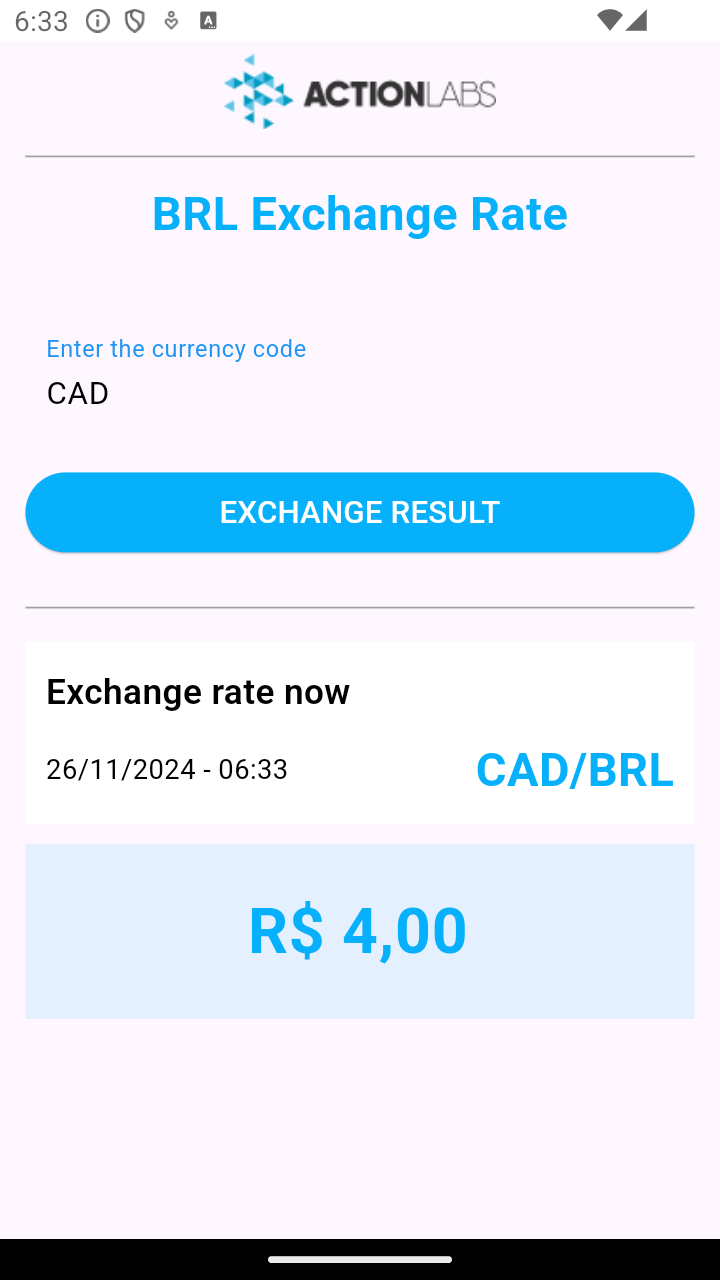 6:33
ACTIONLABS
BRL Exchange Rate
Enter the currency code
CAD
EXCHANGE RESULT
Exchange rate now
26/11/2024 - 06:33
CAD/BRL
R$ 4,00